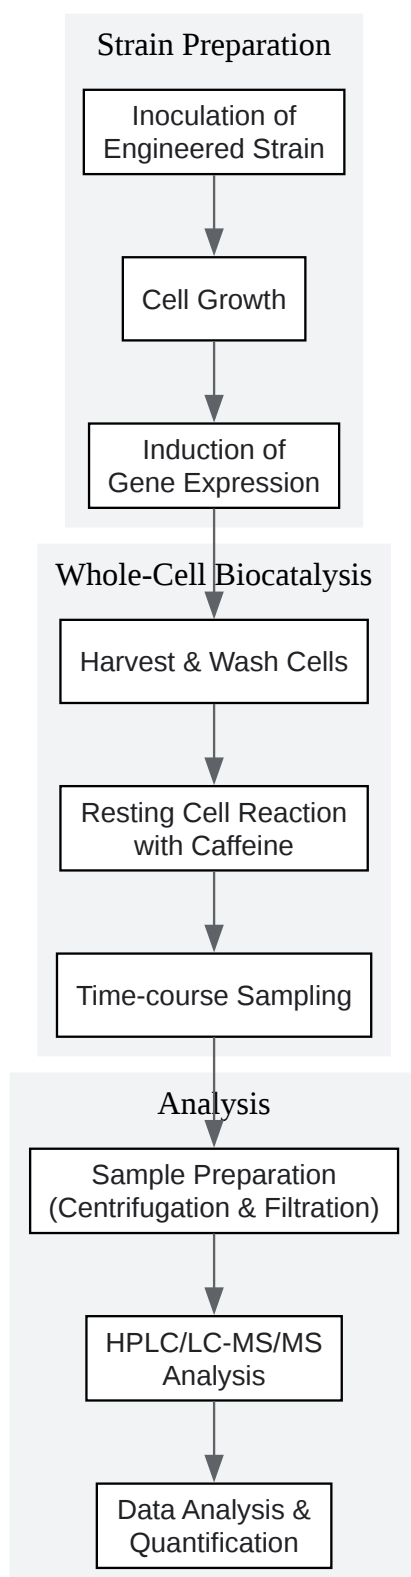 Strain Preparation
Inoculation of
Engineered Strain
Cell Growth
Induction of
Gene Expression
Whole-Cell Biocatalysis
Harvest & Wash Cells
Resting Cell Reaction
with Caffeine
Time-course Sampling
Analysis
Sample Preparation
(Centrifugation & Filtration)
HPLC/LC-MS/MS
Analysis
Data Analysis &
Quantification